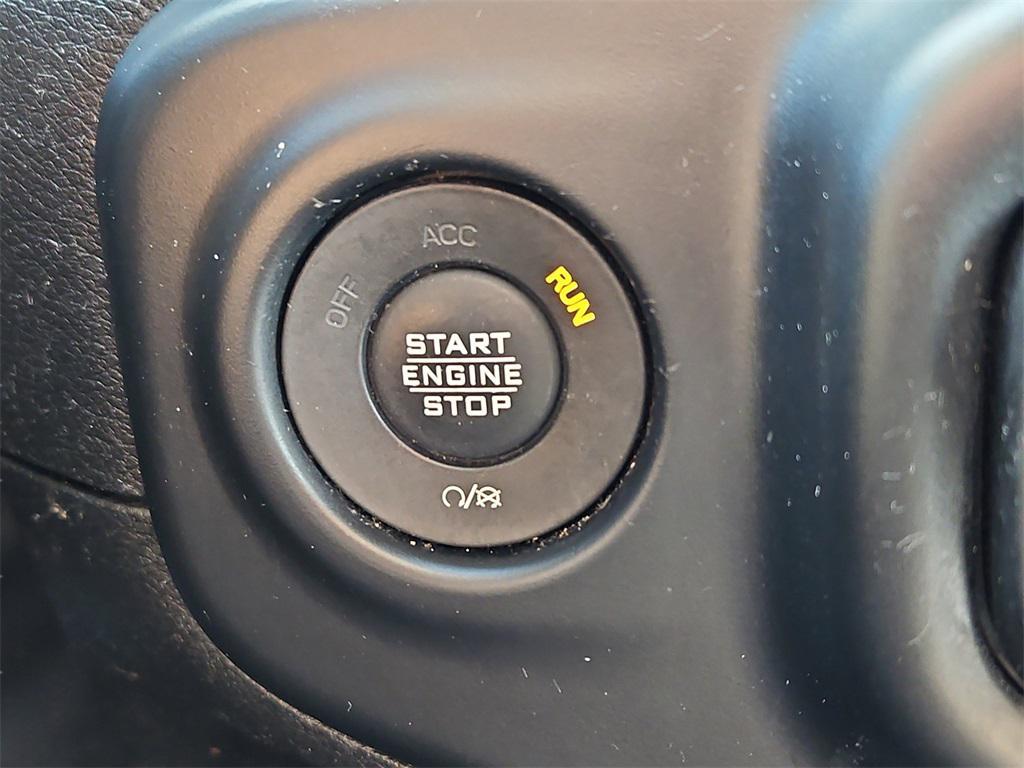 ACC
OFF
RUN
START
ENGINE
STOP